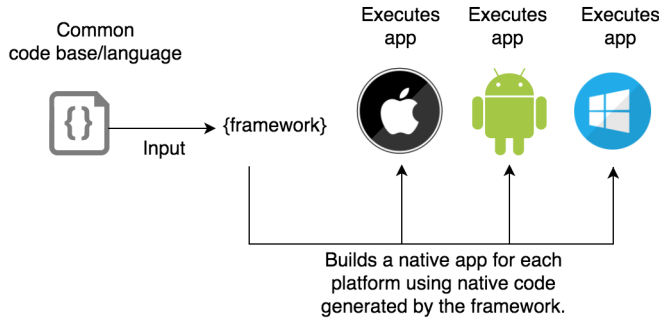 Common
code base/language
{}
Input
{framework}
Executes
app
Executes
app
Executes
app
Builds a native app for each
platform using native code
generated by the framework.